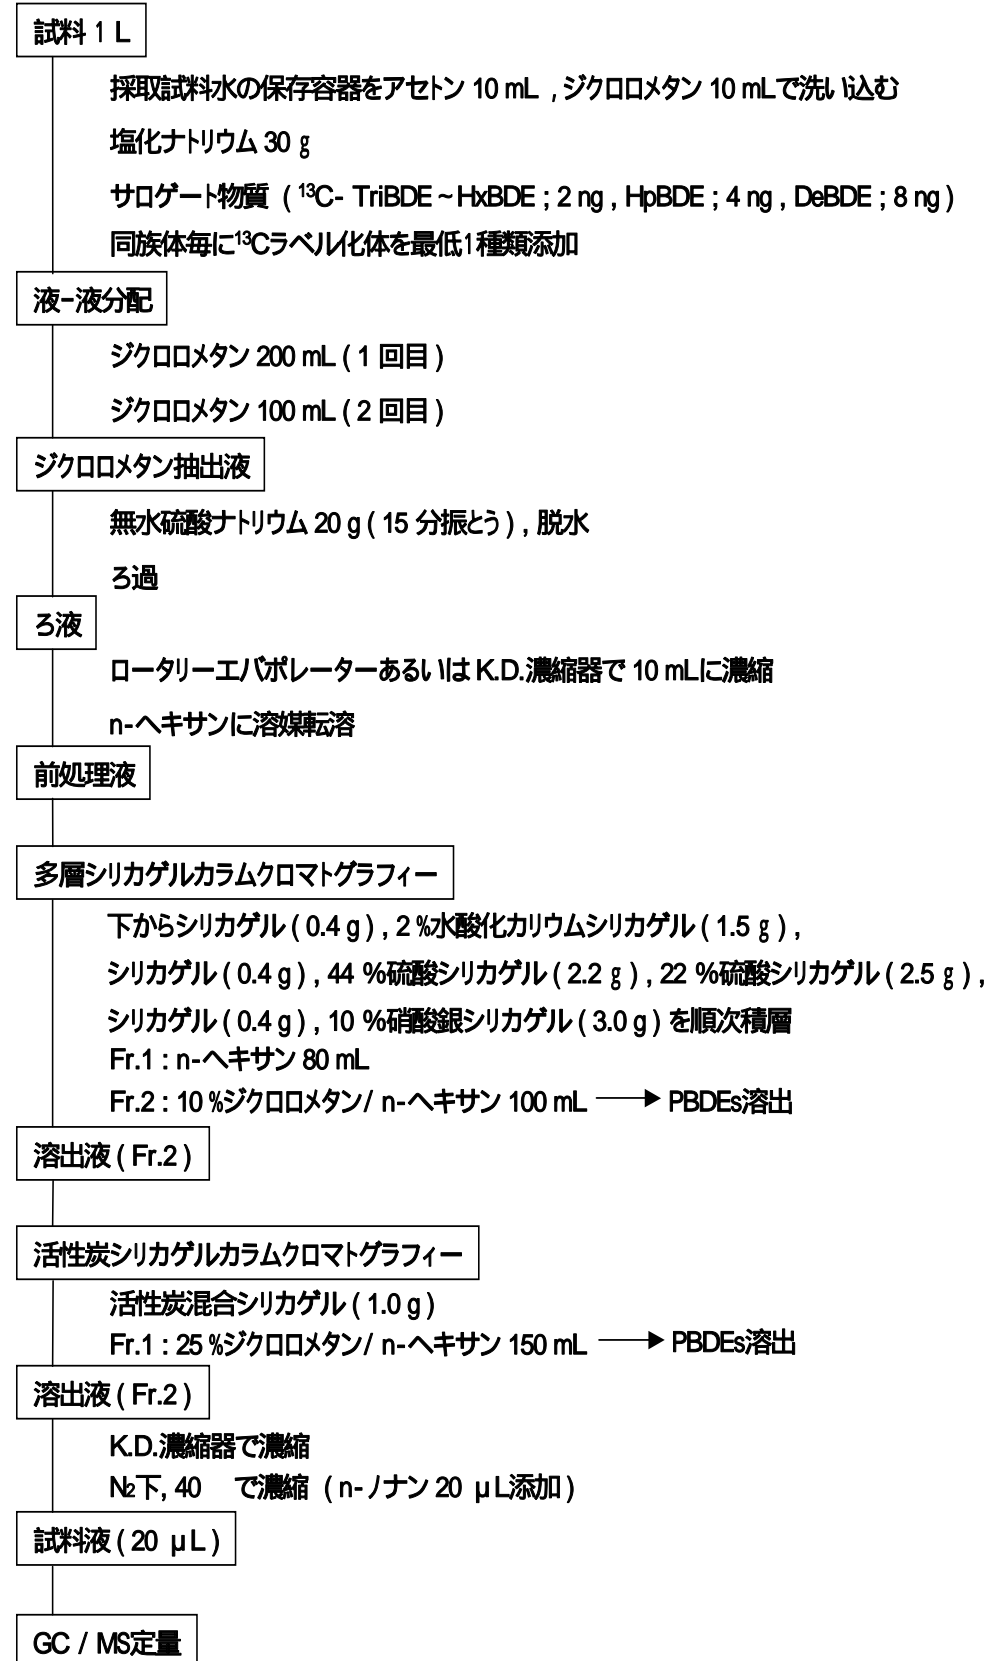 試料 1 L
採取試料水の保存容器をアセトン 10 mL , ジクロロメタン 10 mLで洗い込む
塩化ナトリウム 30 g
サロゲート物質 ( ¹³C- TriBDE ~ HxBDE ; 2 ng , HpBDE ; 4 ng , DeBDE ; 8 ng )
同族体毎に¹³Cラベル化体を最低1種類添加
液-液分配
ジクロロメタン 200 mL ( 1 回目 )
ジクロロメタン 100 mL ( 2 回目 )
ジクロロメタン抽出液
無水硫酸ナトリウム 20 g ( 15 分振とう ) , 脱水
ろ過
ろ液
ロータリーエバポレーターあるいは K.D.濃縮器で 10 mLに濃縮
n-ヘキサンに溶媒転溶
前処理液
多層シリカゲルカラムクロマトグラフィー
下からシリカゲル ( 0.4 g ) , 2 %水酸化カリウムシリカゲル ( 1.5 g ) ,
シリカゲル ( 0.4 g ) , 44 %硫酸シリカゲル ( 2.2 g ) , 22 %硫酸シリカゲル ( 2.5 g ) ,
シリカゲル ( 0.4 g ) , 10 %硝酸銀シリカゲル ( 3.0 g ) を順次積層
Fr.1 : n-ヘキサン 80 mL
Fr.2 : 10 %ジクロロメタン/ n-ヘキサン 100 mL → PBDEs溶出
溶出液 ( Fr.2 )
活性炭シリカゲルカラムクロマトグラフィー
活性炭混合シリカゲル ( 1.0 g )
Fr.1 : 25 %ジクロロメタン/ n-ヘキサン 150 mL → PBDEs溶出
溶出液 ( Fr.2 )
K.D.濃縮器で濃縮
N₂下, 40 で濃縮 ( n-ノナン 20 μL添加 )
試料液 ( 20 μL )
GC / MS定量